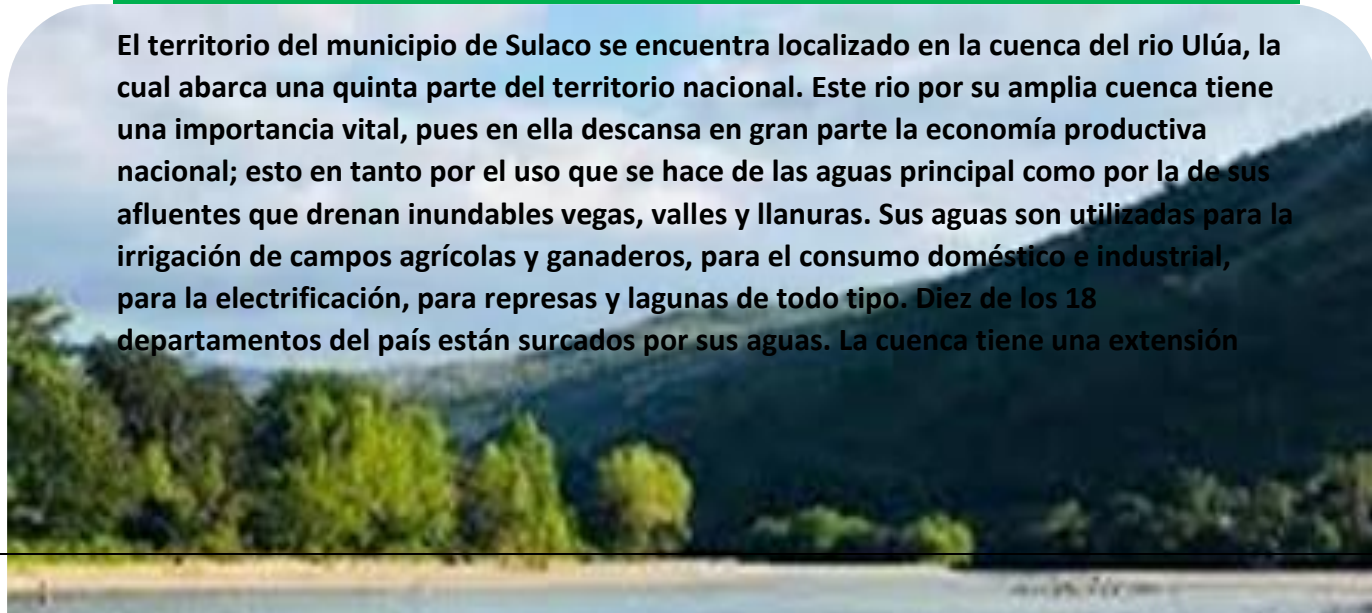 El territorio del municipio de Sulaco se encuentra localizado en la cuenca del rio Ulúa, la
cual abarca una quinta parte del territorio nacional. Este rio por su amplia cuenca tiene
una importancia vital, pues en ella descansa en gran parte la economía productiva
nacional; esto en tanto por el uso que se hace de las aguas principal como por la de sus
afluentes que drenan inundables vegas, valles y llanuras. Sus aguas son utilizadas para la
irrigación de campos agrícolas y ganaderos, para el consumo doméstico e industrial,
para la electrificación, para represas y lagunas de todo tipo. Diez de los 18
departamentos del país están surcados por sus aguas. La cuenca tiene una extensión